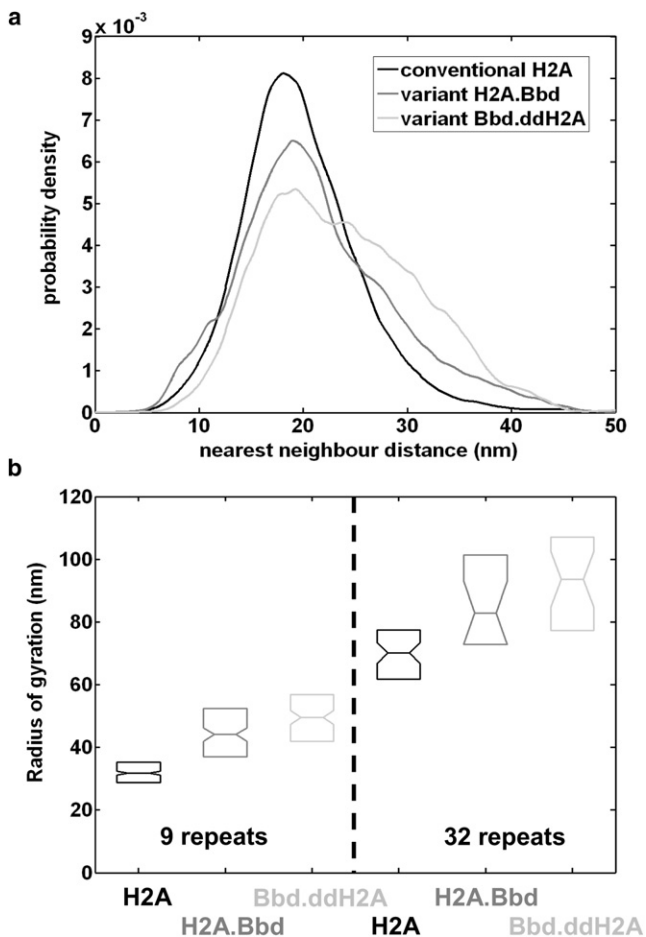 a
9 × 10⁻³
8
7
6
5
4
3
2
1
0
probability density
conventional H2A
variant H2A.Bbd
variant Bbd.ddH2A
0 10 20 30 40 50
nearest neighbour distance (nm)
b
120
100
80
60
40
20
0
Radius of gyration (nm)
9 repeats 32 repeats
H2A Bbd.ddH2A H2A.Bbd
H2A.Bbd H2A Bbd.ddH2A